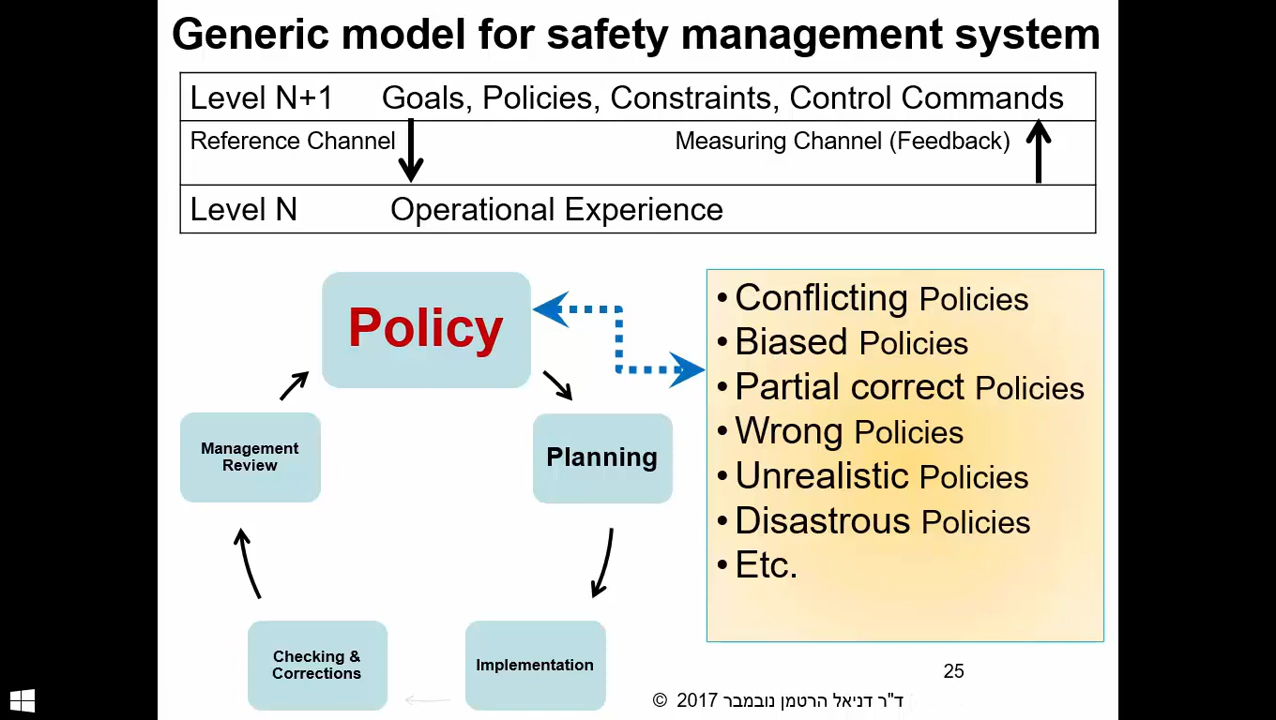 Generic model for safety management system
Level N+1 Goals, Policies, Constraints, Control Commands
Reference Channel Measuring Channel (Feedback)
Level N Operational Experience
Policy
Planning
Implementation
Checking &
Corrections
Management
Review
• Conflicting Policies
• Biased Policies
• Partial correct Policies
• Wrong Policies
• Unrealistic Policies
• Disastrous Policies
• Etc.
25
ד"ר דניאל הרטמן נובמבר 2017 ©